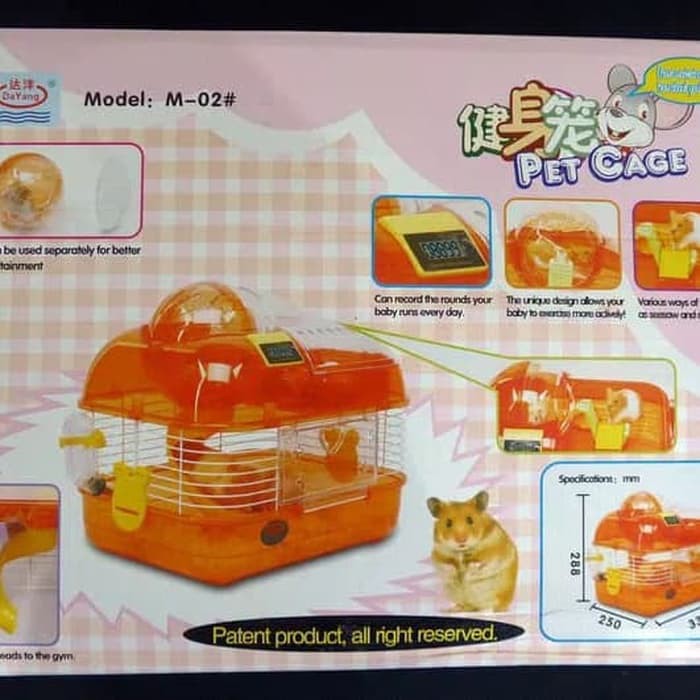 达洋
DaYang
®
Model: M-02#
健身笼
PET CAGE
be used separately for better
tainment
Can record the rounds your
baby runs every day.
The unique design allows your
baby to exercise more actively!
Various ways of
as seesaw and
Specifications: mm
288
250
33
Patent product, all right reserved.
eads to the gym.